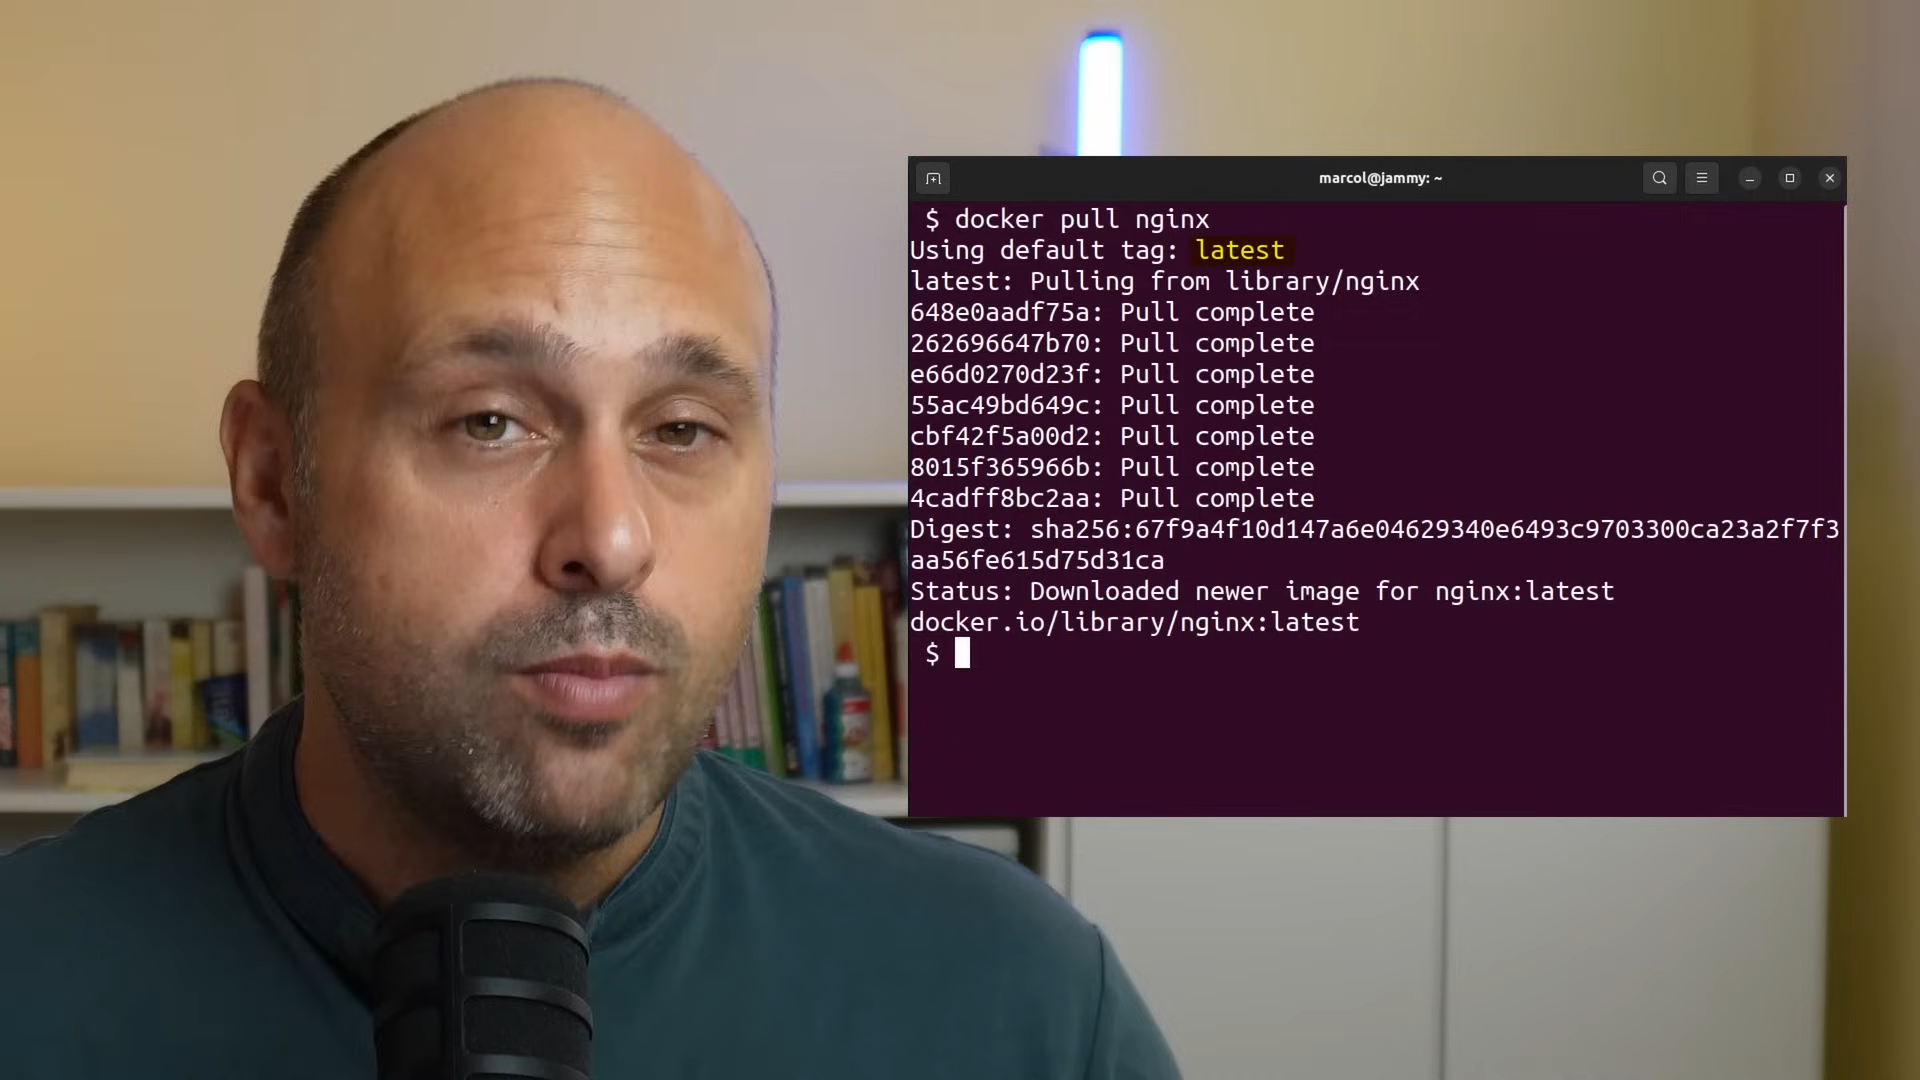 marcol@jammy: ~
$ docker pull nginx
Using default tag: latest
latest: Pulling from library/nginx
648e0aadf75a: Pull complete
262696647b70: Pull complete
e66d0270d23f: Pull complete
55ac49bd649c: Pull complete
cbf42f5a00d2: Pull complete
8015f365966b: Pull complete
4cadff8bc2aa: Pull complete
Digest: sha256:67f9a4f10d147a6e04629340e6493c9703300ca23a2f7f3
aa56fe615d75d31ca
Status: Downloaded newer image for nginx:latest
docker.io/library/nginx:latest
$